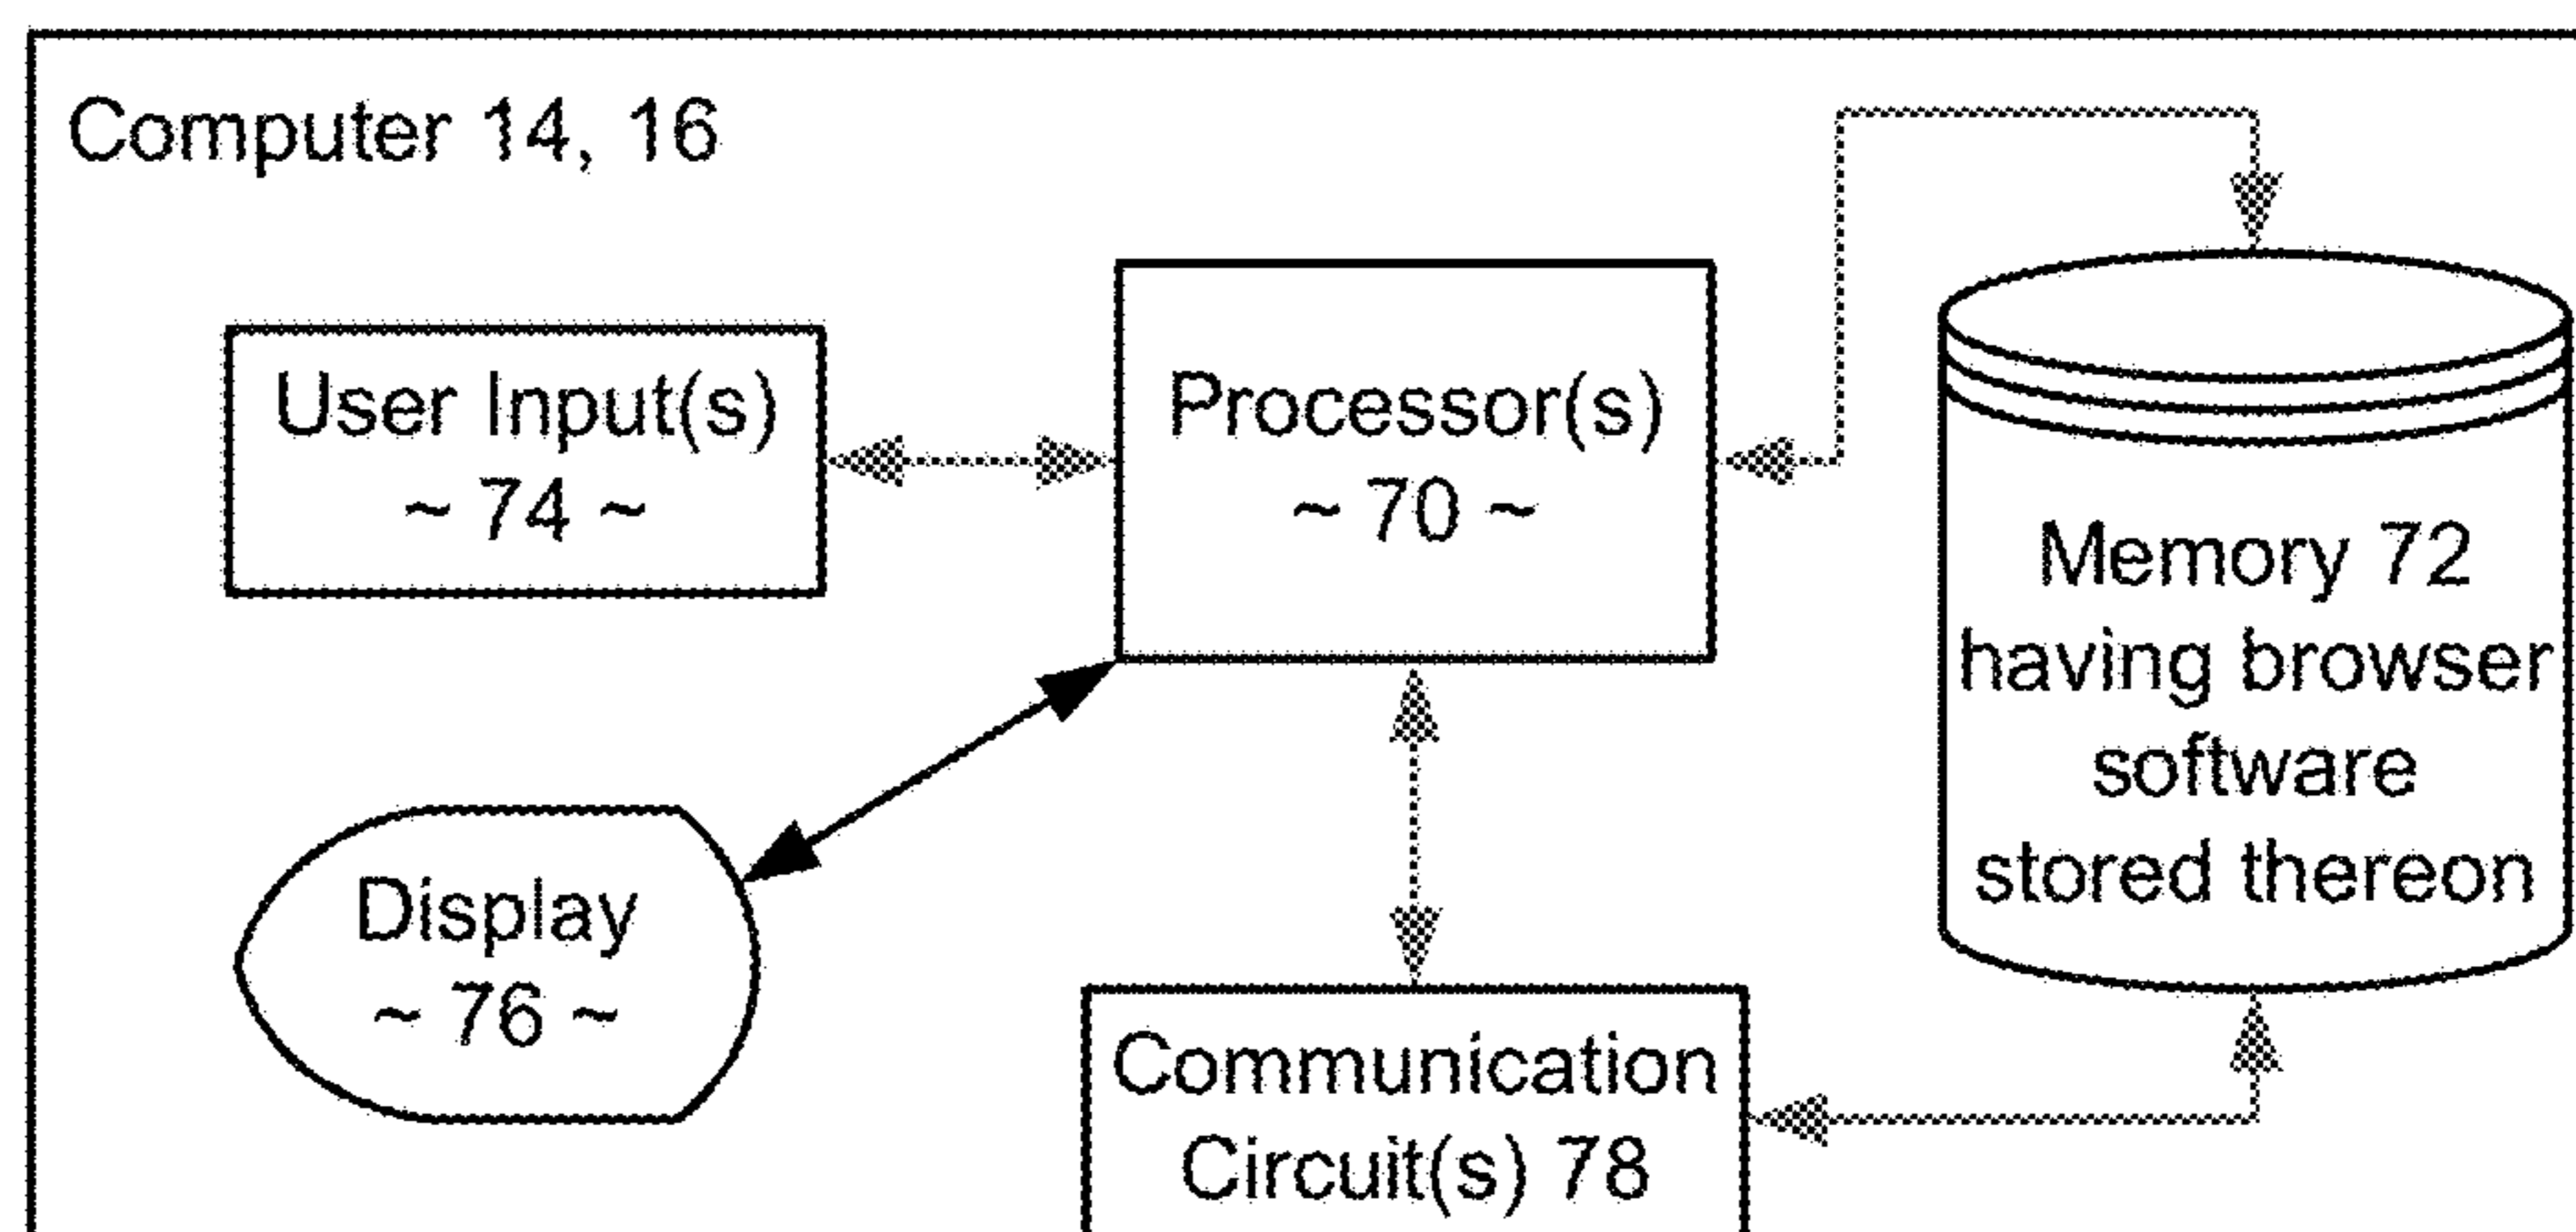 Computer 14, 16
User Input(s)
~ 74 ~
Processor(s)
~ 70 ~
Memory 72
having browser
software
stored thereon
Display
~ 76 ~
Communication
Circuit(s) 78